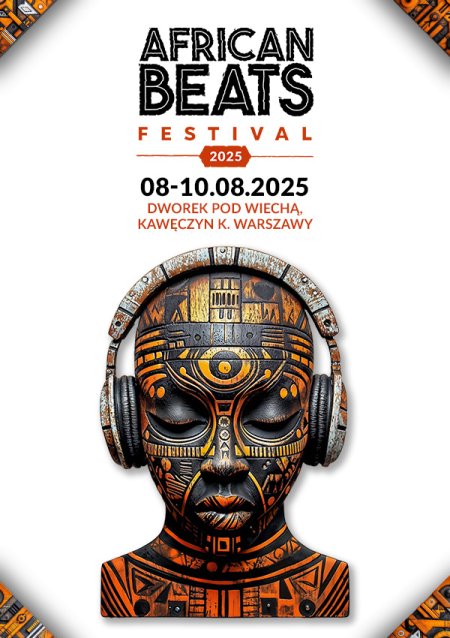 AFRICAN
BEATS
FESTIVAL
2025
08-10.08.2025
DWOREK POD WIECHĄ,
KAWĘCZYN K. WARSZAWY